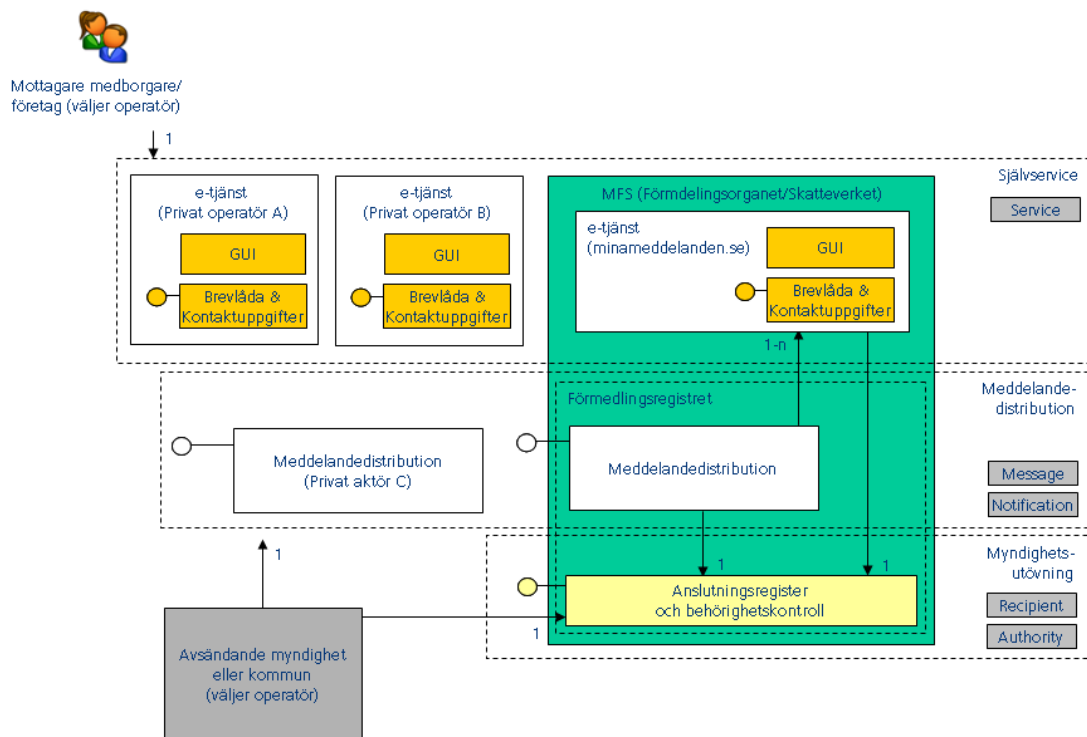 Mottagare medborgare/
företag (väljer operatör)
1
Självservice
Service
e-tjänst
(Privat operatör A)
GUI
Brevlåda &
Kontaktuppgifter
e-tjänst
(Privat operatör B)
GUI
Brevlåda &
Kontaktuppgifter
MFS (Förmdelingsorganet/Skatteverket)
e-tjänst
(minameddelanden.se)
GUI
Brevlåda &
Kontaktuppgifter
1-n
Meddelande-
distribution
Message
Notification
Förmedlingsregistret
Meddelandedistribution
(Privat aktör C)
Meddelandedistribution
1
1
1
Myndighets-
utövning
Recipient
Authority
Anslutningsregister
och behörighetskontroll
1
Avsändande myndighet
eller kommun
(väljer operatör)